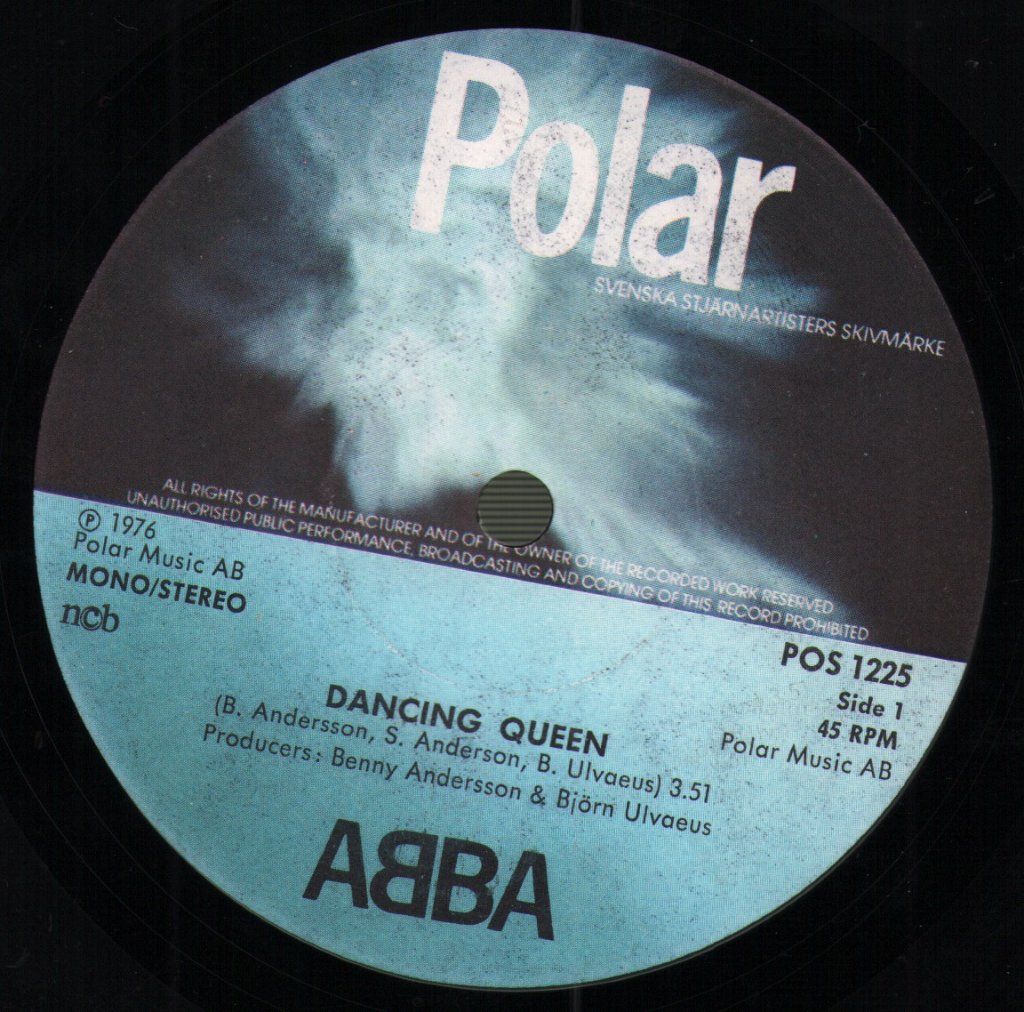 Polar
SVENSKA STJÄRNARTISTERS SKIVMÄRKE
ALL RIGHTS OF THE MANUFACTURER AND OF THE OWNER OF THE RECORDED WORK RESERVED
UNAUTHORISED PUBLIC PERFORMANCE, BROADCASTING AND COPYING OF THIS RECORD PROHIBITED
℗ 1976
Polar Music AB
MONO/STEREO
ncb
POS 1225
Side 1
45 RPM
Polar Music AB
DANCING QUEEN
(B. Andersson, S. Anderson, B. Ulvaeus) 3.51
Producers: Benny Andersson & Björn Ulvaeus
ABBA